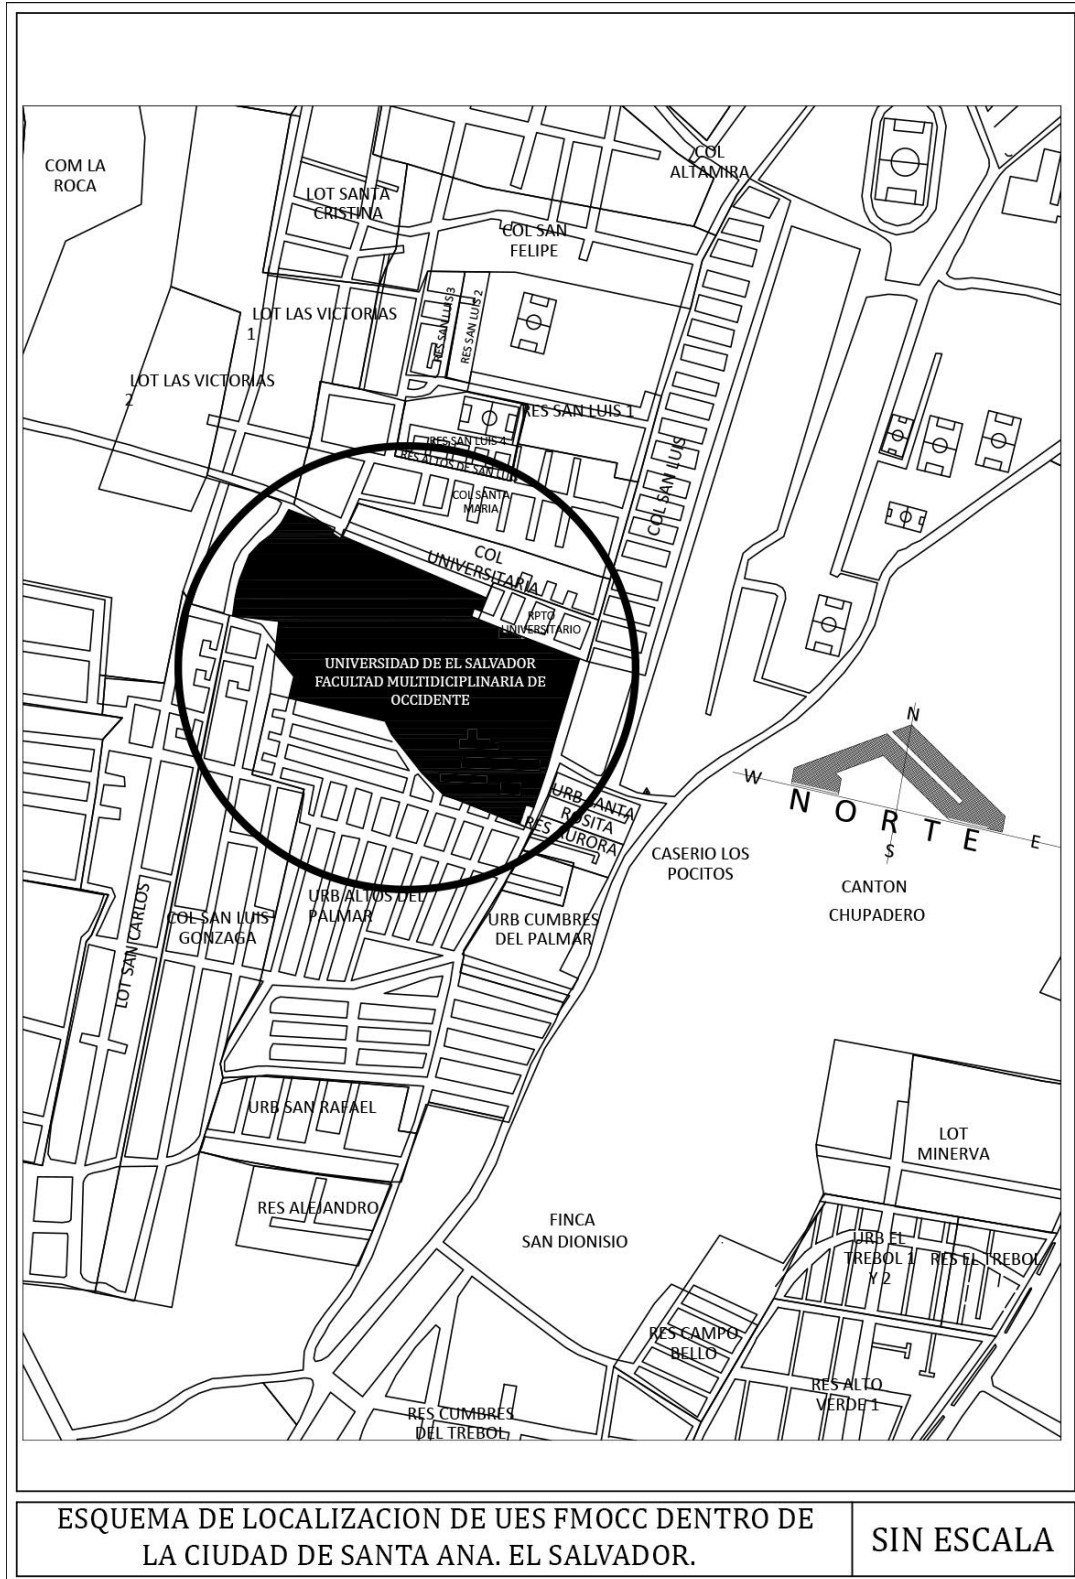 COM LA
ROCA
COL
ALTAMIRA
LOT SANTA
CRISTINA
COL SAN
FELIPE
LOT LAS VICTORIAS
1
RES SAN LUIS 3
RES SAN LUIS 2
LOT LAS VICTORIAS
2
RES SAN LUIS 1
RES SAN LUIS 4
RES ALTOS DE SAN LUIS
COL SANTA
MARIA
COL SAN LUIS
COL
UNIVERSITARIA
RPTO
UNIVERSITARIO
UNIVERSIDAD DE EL SALVADOR
FACULTAD MULTIDICIPLINARIA DE
OCCIDENTE
N
W
NORTE
E
S
URB SANTA
ROSITA
RES AURORA
CASERIO LOS
POCITOS
CANTON
CHUPADERO
URB ALTOS DEL
PALMAR
COL SAN LUIS
GONZAGA
URB CUMBRES
DEL PALMAR
LOT SAN CARLOS
URB SAN RAFAEL
LOT
MINERVA
RES ALEJANDRO
FINCA
SAN DIONISIO
URB EL
TREBOL 1
Y 2
RES EL TREBOL
RES CAMPO
BELLO
RES ALTO
VERDE 1
RES CUMBRES
DEL TREBOL
ESQUEMA DE LOCALIZACION DE UES FMOCC DENTRO DE
LA CIUDAD DE SANTA ANA. EL SALVADOR.
SIN ESCALA